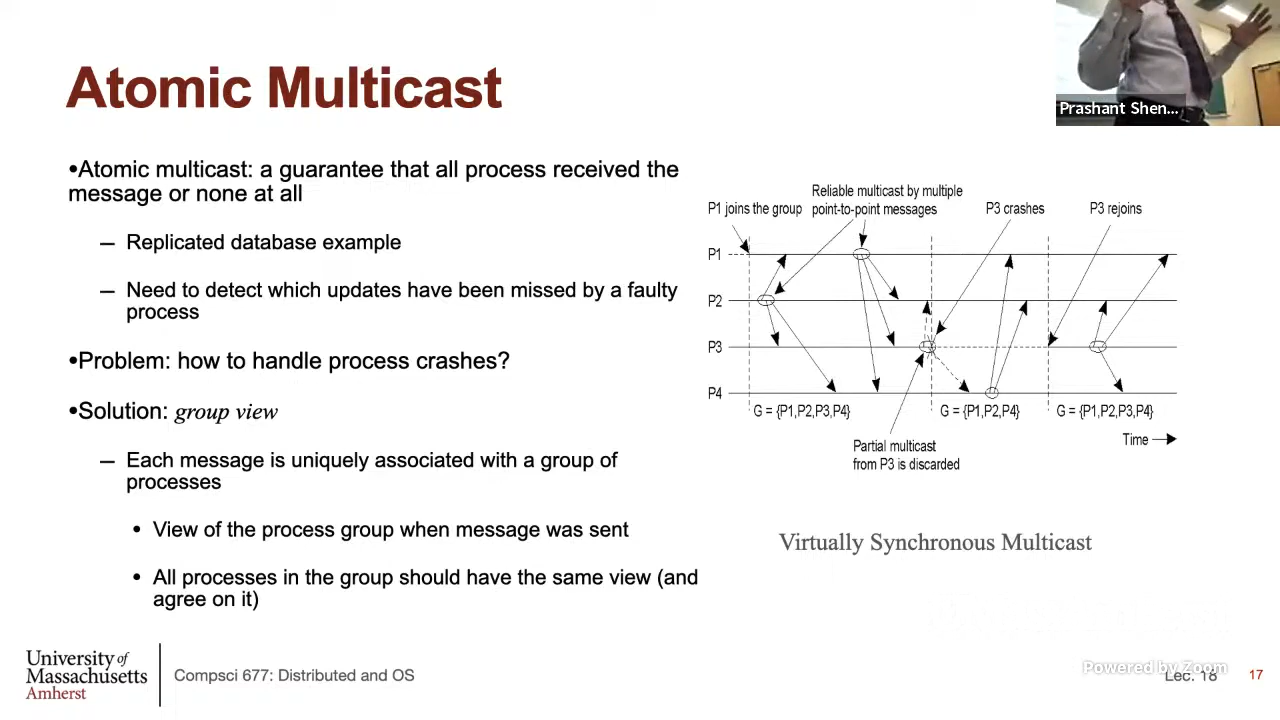 Atomic Multicast
Prashant Shen...
•Atomic multicast: a guarantee that all process received the
message or none at all
– Replicated database example
– Need to detect which updates have been missed by a faulty
process
•Problem: how to handle process crashes?
•Solution: group view
– Each message is uniquely associated with a group of
processes
• View of the process group when message was sent
• All processes in the group should have the same view (and
agree on it)
Reliable multicast by multiple
P1 joins the group point-to-point messages P3 crashes P3 rejoins
P1
P2
P3
P4
G = {P1,P2,P3,P4} G = {P1,P2,P4} G = {P1,P2,P3,P4}
Time
Partial multicast
from P3 is discarded
Virtually Synchronous Multicast
University of
Massachusetts
Amherst
Compsci 677: Distributed and OS
Powered by Zoom
Lec. 18
17